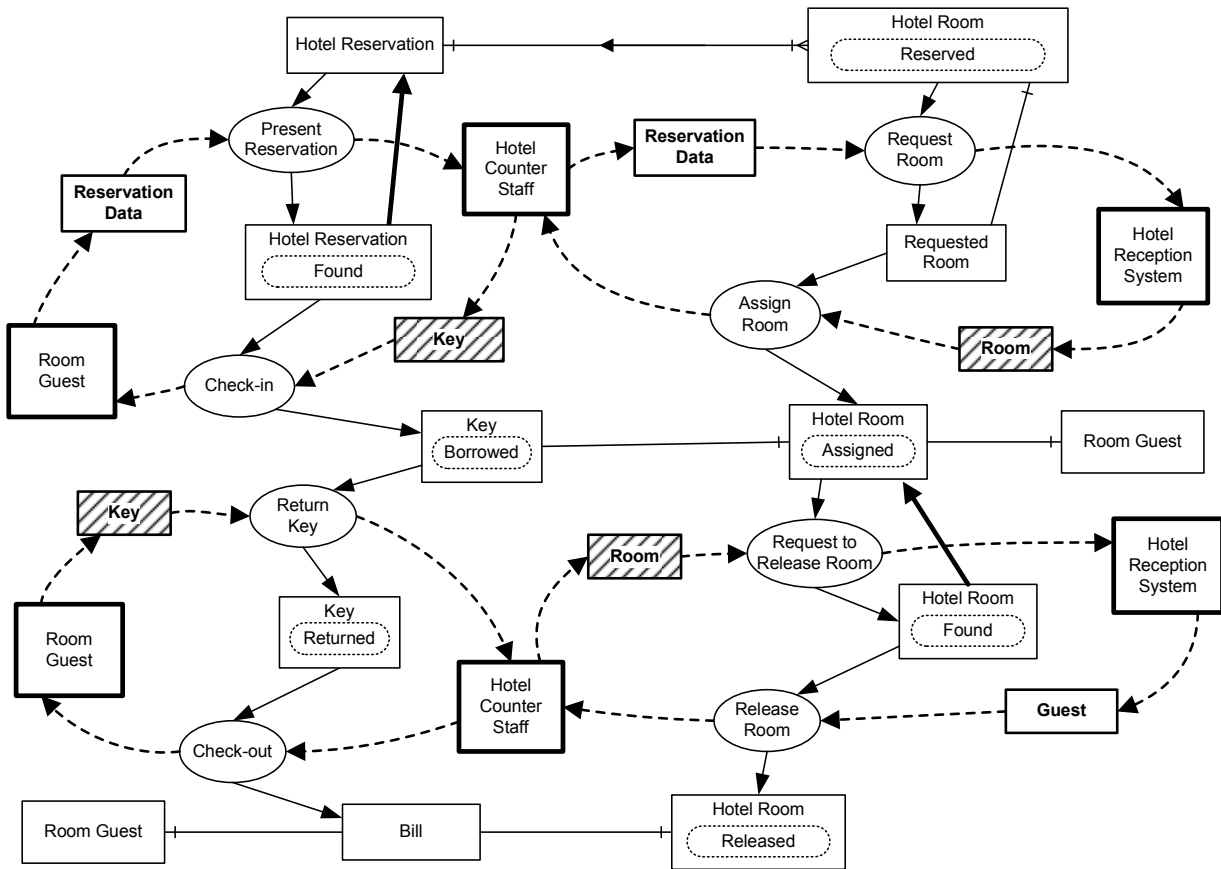 Hotel Reservation
Hotel Room
Reserved
Present
Reservation
Hotel
Counter
Staff
Reservation
Data
Request
Room
Reservation
Data
Hotel Reservation
Found
Requested
Room
Hotel
Reception
System
Assign
Room
Key
Room
Room
Guest
Check-in
Key
Borrowed
Hotel Room
Assigned
Room Guest
Key
Return
Key
Room
Request to
Release Room
Hotel
Reception
System
Key
Returned
Hotel Room
Found
Room
Guest
Hotel
Counter
Staff
Release
Room
Guest
Check-out
Room Guest
Bill
Hotel Room
Released